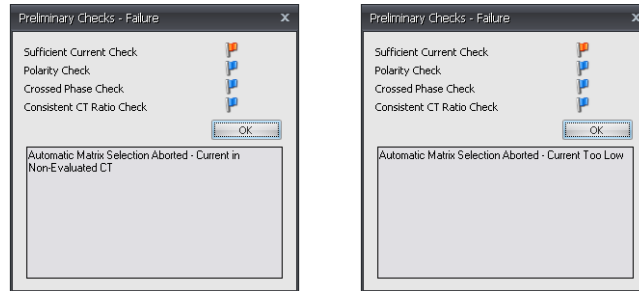 Preliminary Checks - Failure x
Sufficient Current Check
Polarity Check
Crossed Phase Check
Consistent CT Ratio Check
OK
Automatic Matrix Selection Aborted - Current in
Non-Evaluated CT
Preliminary Checks - Failure x
Sufficient Current Check
Polarity Check
Crossed Phase Check
Consistent CT Ratio Check
OK
Automatic Matrix Selection Aborted - Current Too Low